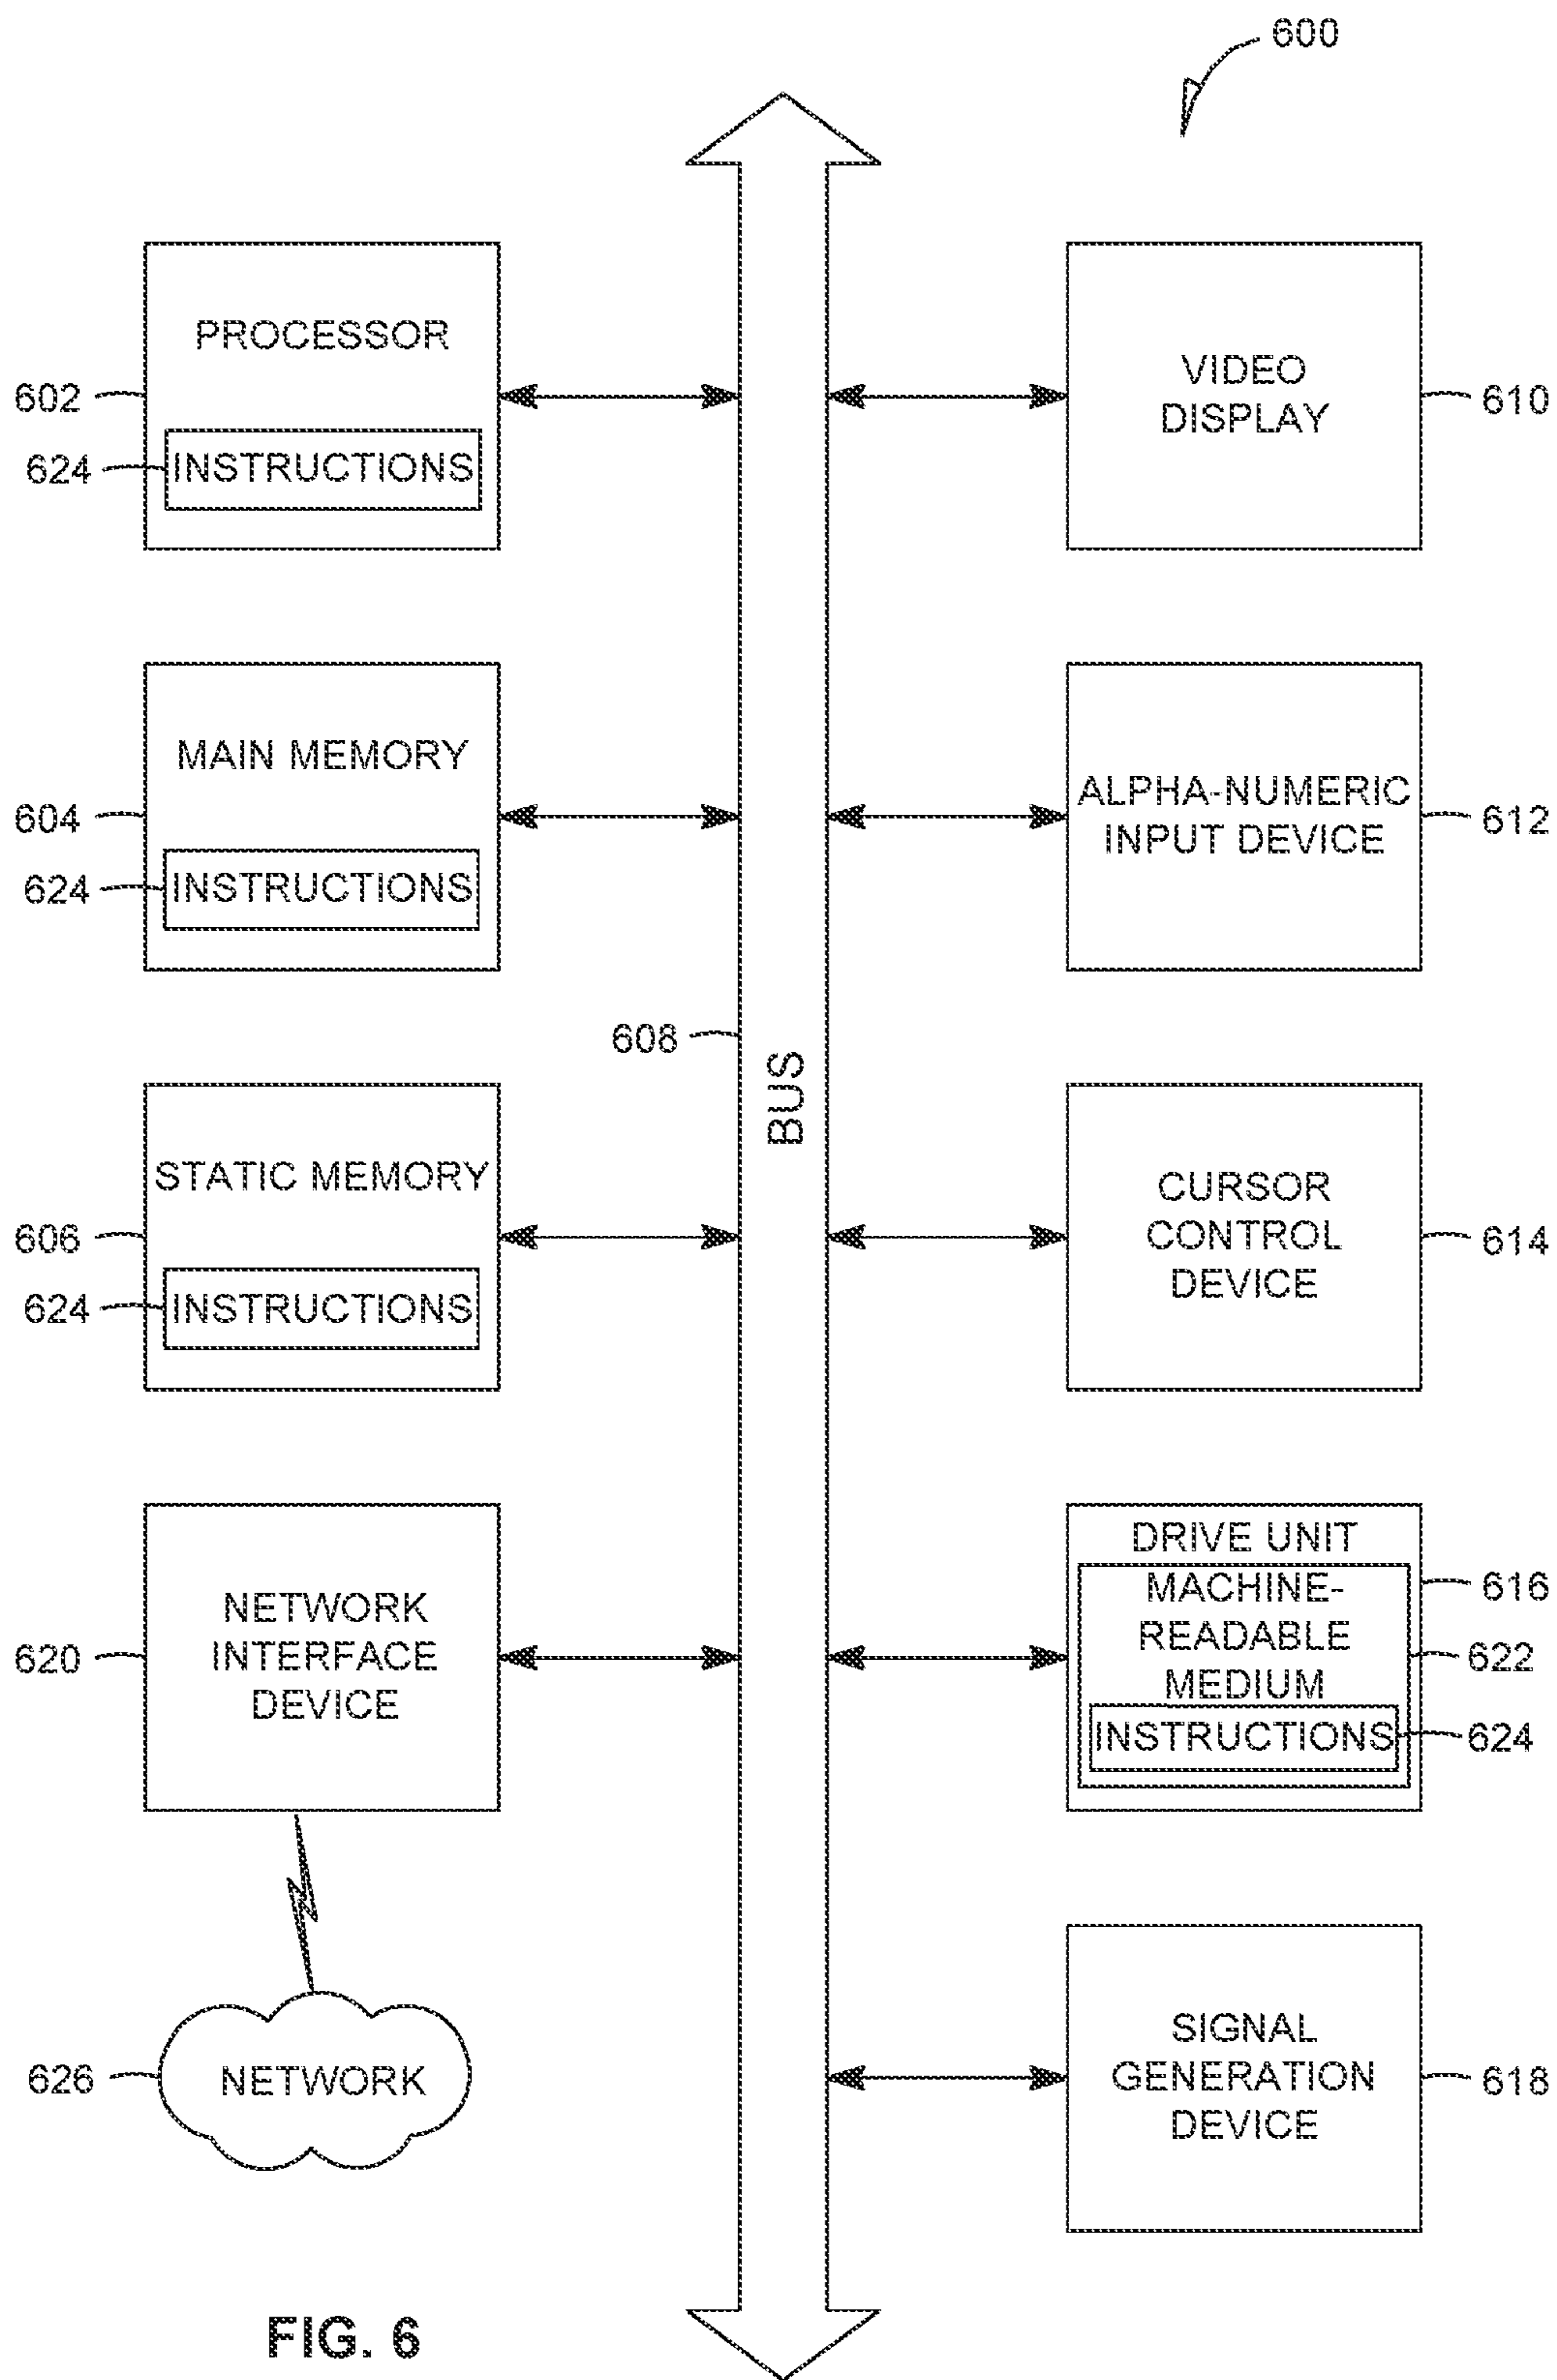 600
PROCESSOR
602
624
INSTRUCTIONS
VIDEO
DISPLAY
610
MAIN MEMORY
604
624
INSTRUCTIONS
ALPHA-NUMERIC
INPUT DEVICE
612
608
BUS
STATIC MEMORY
606
624
INSTRUCTIONS
CURSOR
CONTROL
DEVICE
614
NETWORK
INTERFACE
DEVICE
620
DRIVE UNIT
616
MACHINE-
READABLE
MEDIUM
622
INSTRUCTIONS
624
626
NETWORK
SIGNAL
GENERATION
DEVICE
618
FIG. 6